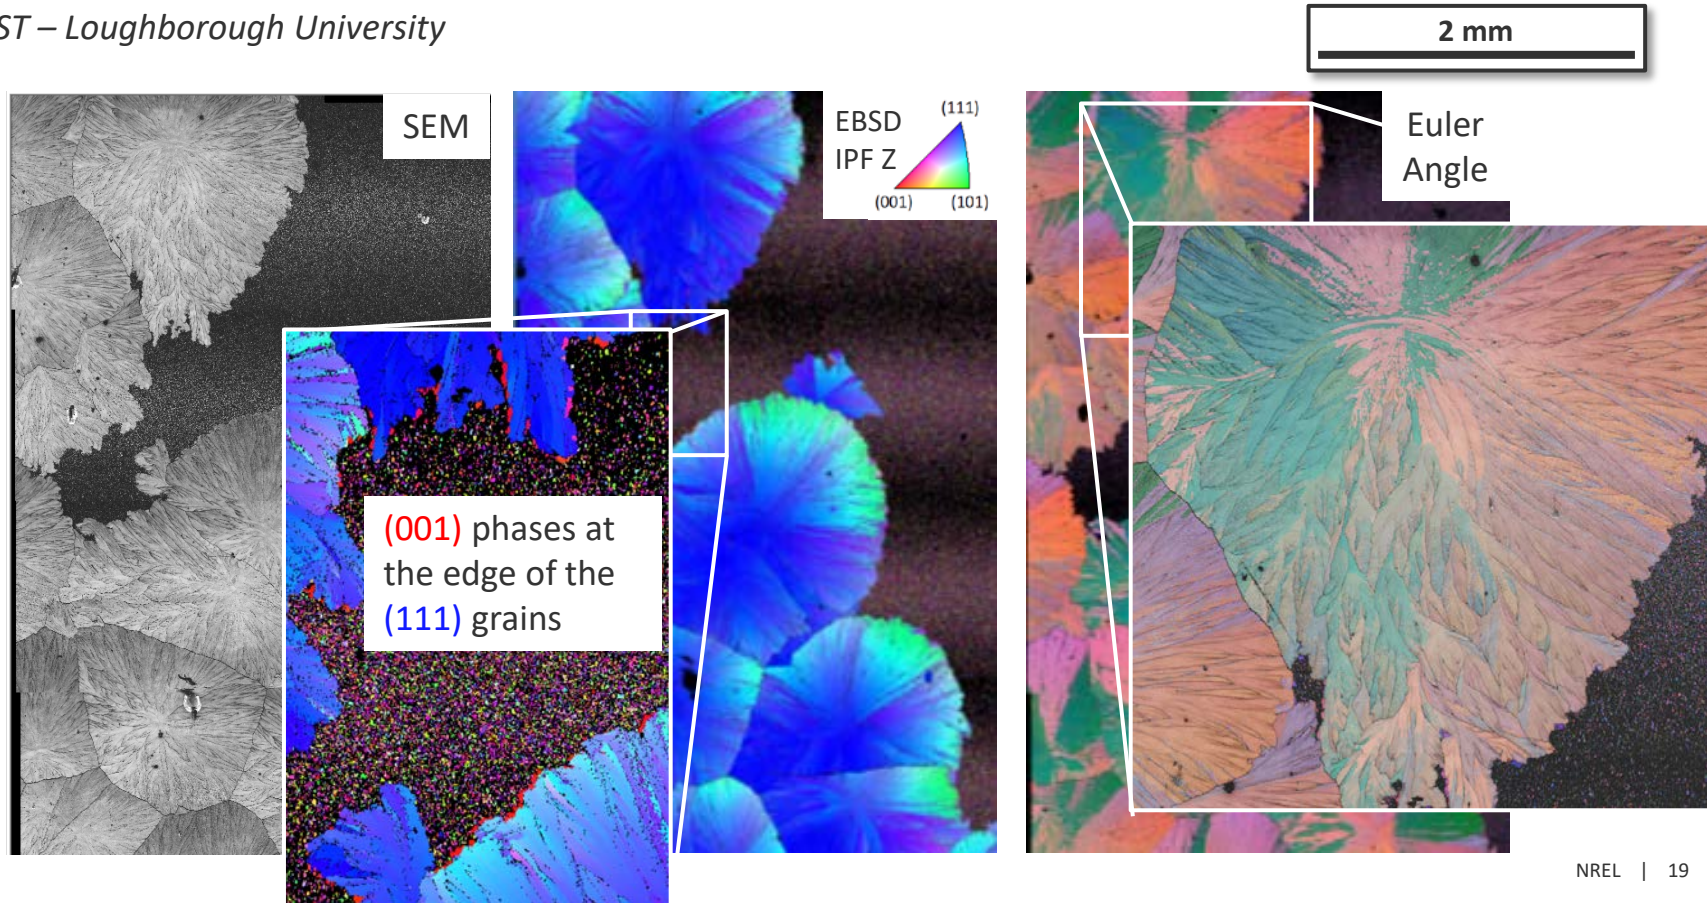 ST – Loughborough University
2 mm
SEM
EBSD
IPF Z
(111)
(001)
(101)
Euler
Angle
(001) phases at
the edge of the
(111) grains
NREL | 19